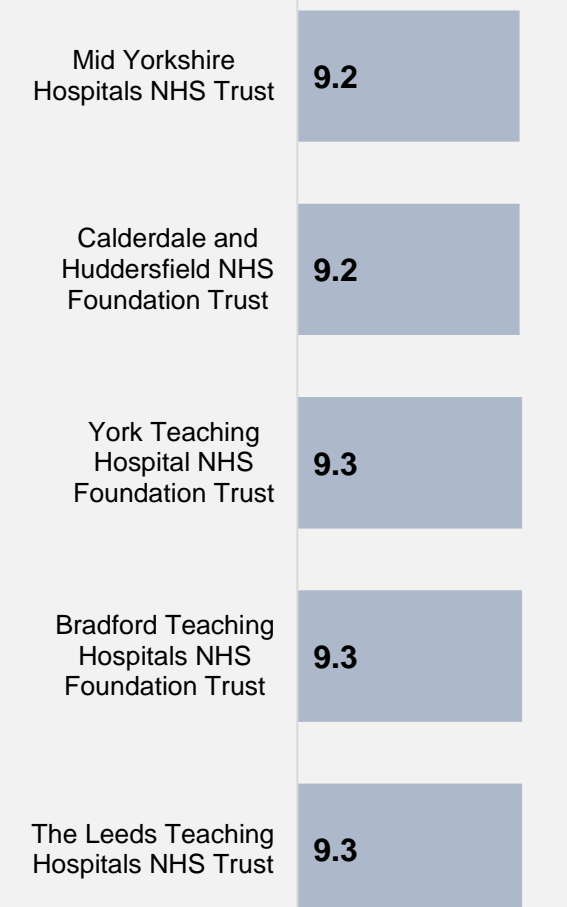 Mid Yorkshire
Hospitals NHS Trust
9.2
Calderdale and
Huddersfield NHS
Foundation Trust
9.2
York Teaching
Hospital NHS
Foundation Trust
9.3
Bradford Teaching
Hospitals NHS
Foundation Trust
9.3
The Leeds Teaching
Hospitals NHS Trust
9.3